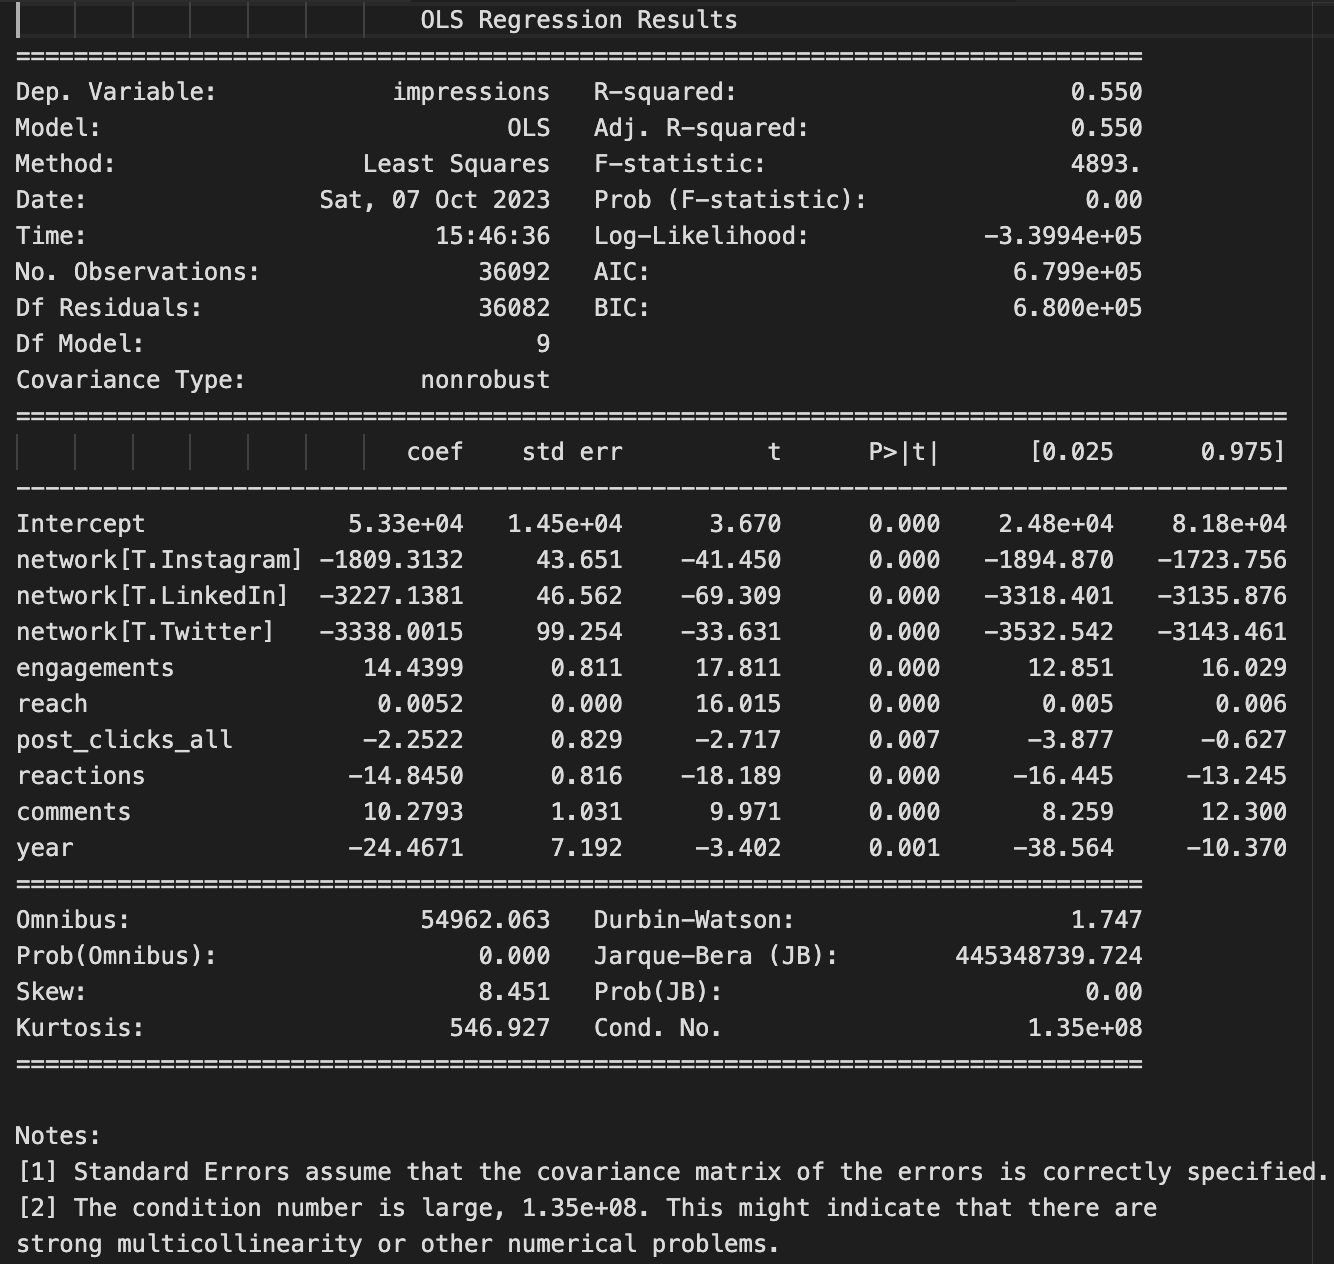 OLS Regression Results
==============================================================================
Dep. Variable:            impressions   R-squared:                       0.550
Model:                            OLS   Adj. R-squared:                  0.550
Method:                 Least Squares   F-statistic:                     4893.
Date:                Sat, 07 Oct 2023   Prob (F-statistic):               0.00
Time:                        15:46:36   Log-Likelihood:            -3.3994e+05
No. Observations:               36092   AIC:                         6.799e+05
Df Residuals:                   36082   BIC:                         6.800e+05
Df Model:                           9
Covariance Type:            nonrobust
========================================================================================
                           coef    std err          t      P>|t|      [0.025      0.975]
----------------------------------------------------------------------------------------
Intercept              5.33e+04   1.45e+04      3.670      0.000    2.48e+04    8.18e+04
network[T.Instagram] -1809.3132     43.651    -41.450      0.000   -1894.870   -1723.756
network[T.LinkedIn]  -3227.1381     46.562    -69.309      0.000   -3318.401   -3135.876
network[T.Twitter]   -3338.0015     99.254    -33.631      0.000   -3532.542   -3143.461
engagements             14.4399      0.811     17.811      0.000      12.851      16.029
reach                    0.0052      0.000     16.015      0.000       0.005       0.006
post_clicks_all         -2.2522      0.829     -2.717      0.007      -3.877      -0.627
reactions              -14.8450      0.816    -18.189      0.000     -16.445     -13.245
comments                10.2793      1.031      9.971      0.000       8.259      12.300
year                   -24.4671      7.192     -3.402      0.001     -38.564     -10.370
==============================================================================
Omnibus:                    54962.063   Durbin-Watson:                   1.747
Prob(Omnibus):                  0.000   Jarque-Bera (JB):        445348739.724
Skew:                           8.451   Prob(JB):                         0.00
Kurtosis:                     546.927   Cond. No.                     1.35e+08
==============================================================================
Notes:
[1] Standard Errors assume that the covariance matrix of the errors is correctly specified.
[2] The condition number is large, 1.35e+08. This might indicate that there are
strong multicollinearity or other numerical problems.